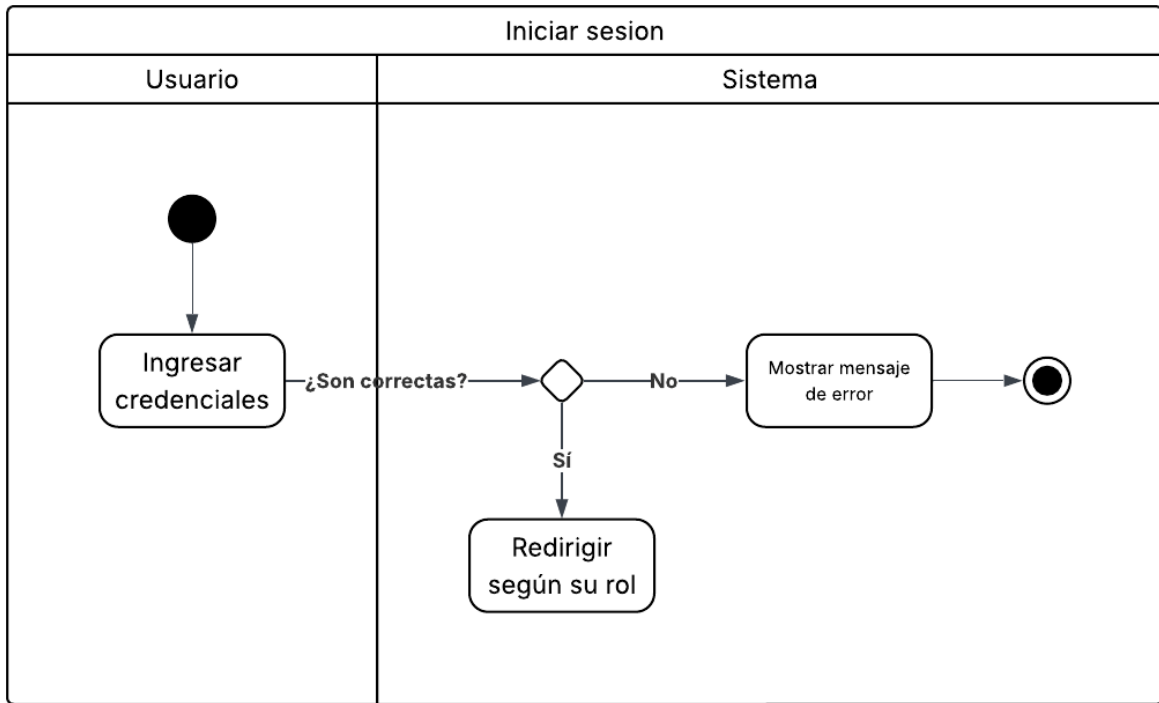 Iniciar sesion
Usuario
Sistema
Ingresar
credenciales
¿Son correctas?
No
Mostrar mensaje
de error
Sí
Redirigir
según su rol